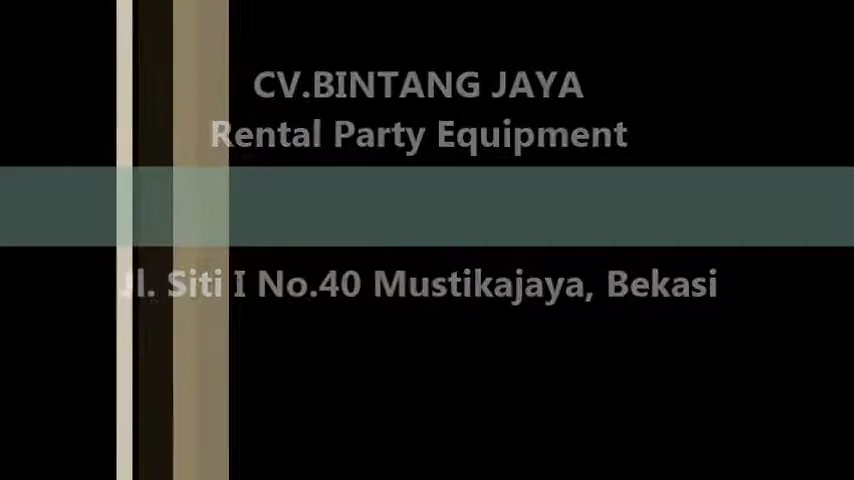 CV.BINTANG JAYA
Rental Party Equipment
Jl. Siti I No.40 Mustikajaya, Bekasi